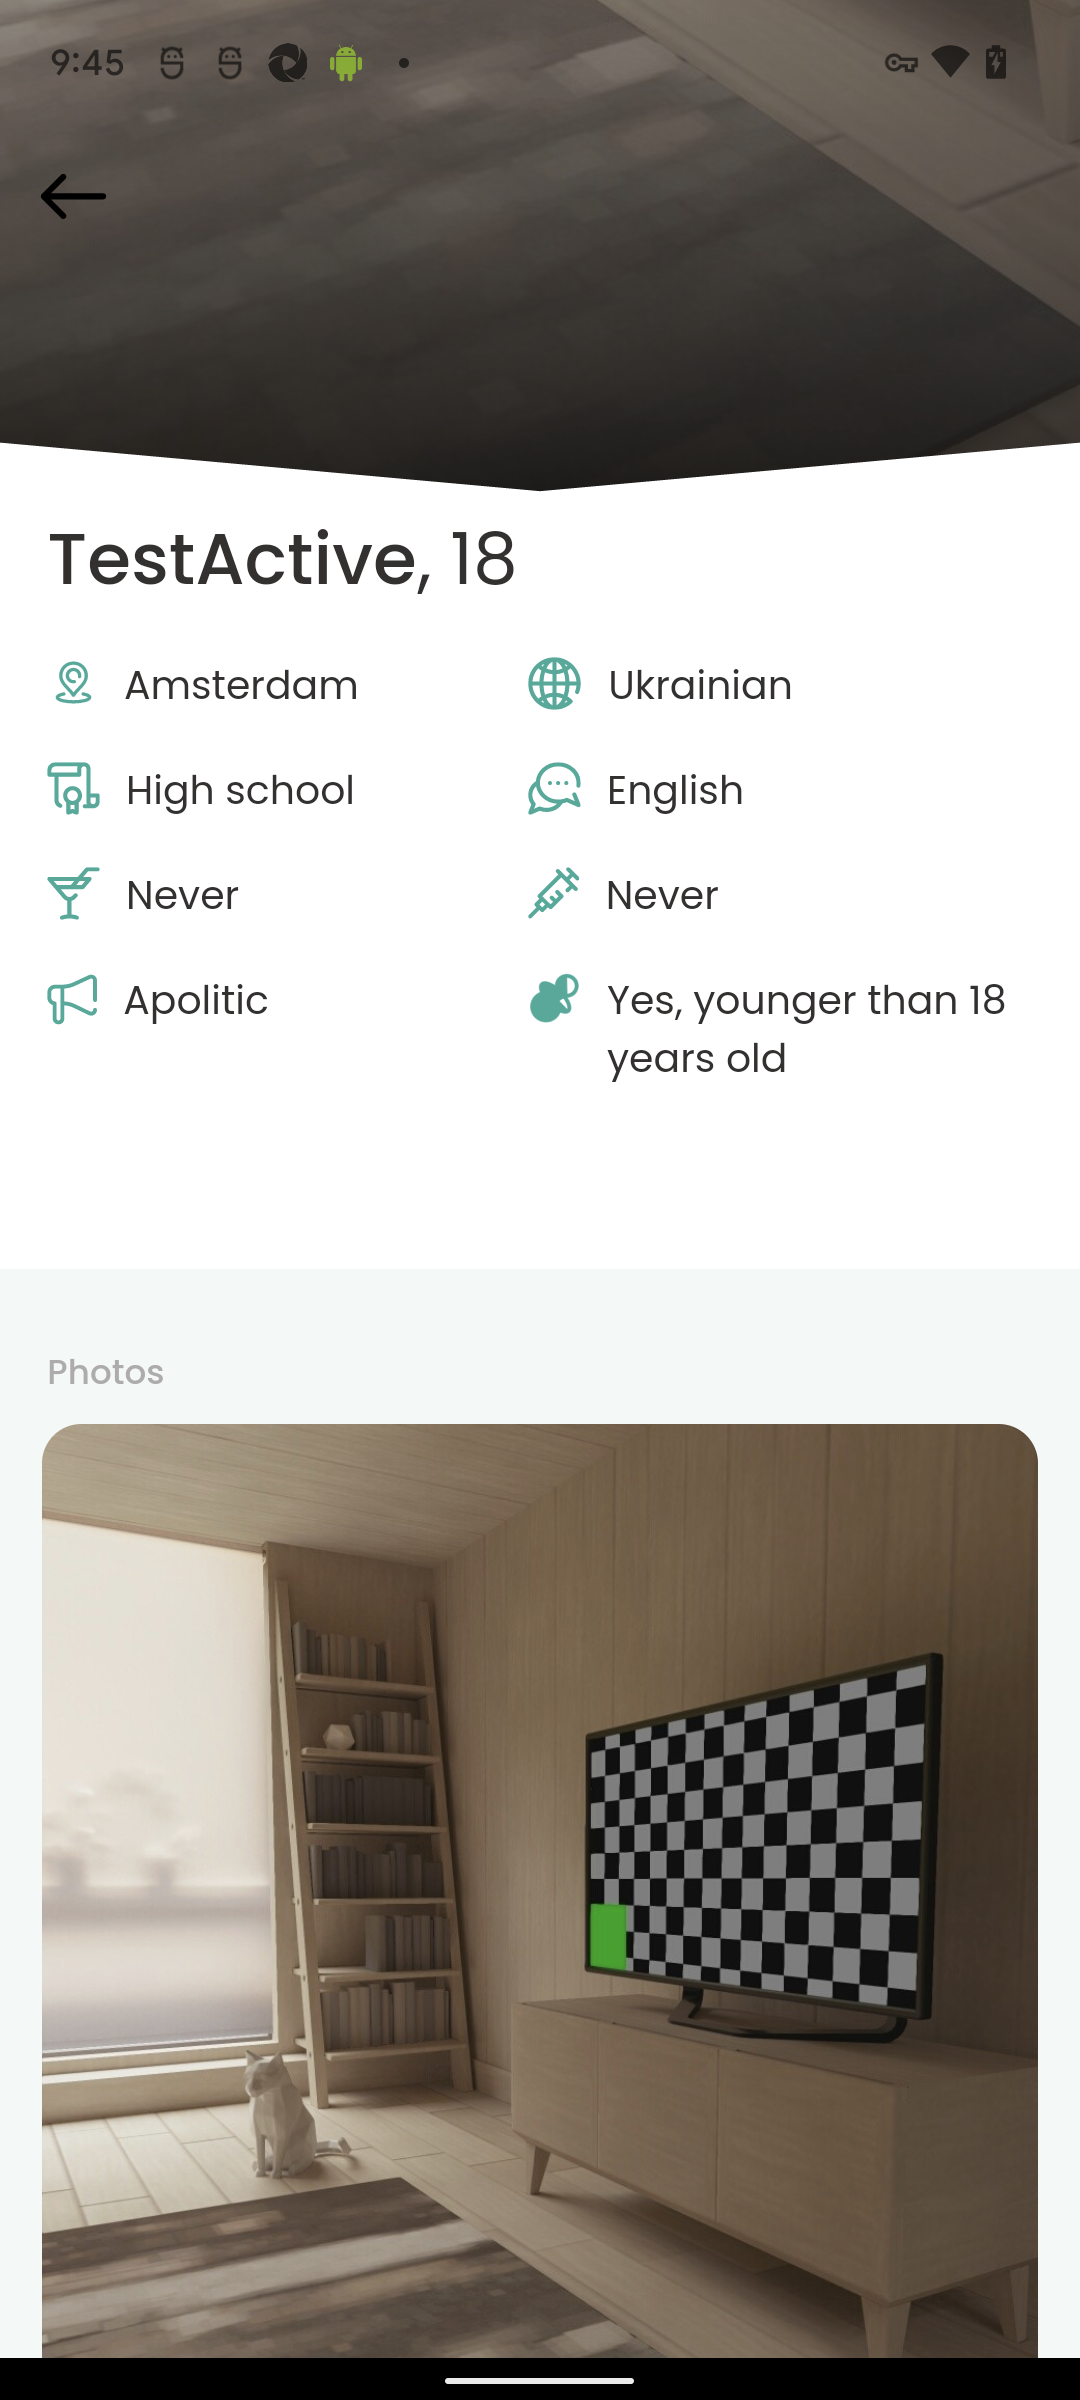 9:45
TestActive, 18
Amsterdam
Ukrainian
High school
English
Never
Never
Apolitic
Yes, younger than 18
years old
Photos